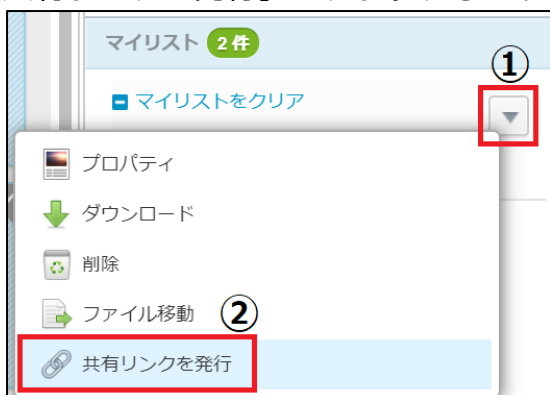 マイリスト 2件
①
マイリストをクリア
プロパティ
ダウンロード
削除
ファイル移動 ②
共有リンクを発行